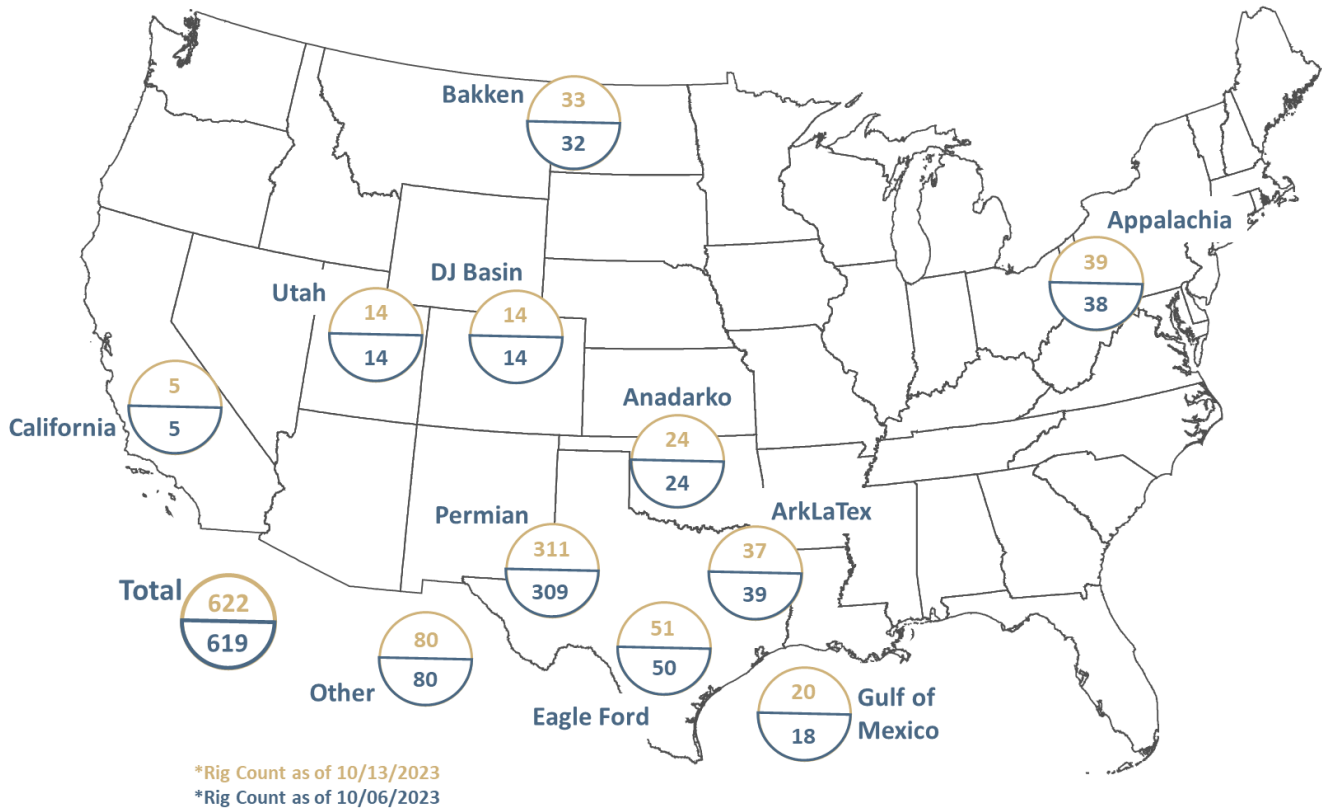 Bakken
33
32
Appalachia
39
38
DJ Basin
14
14
Utah
14
14
California
5
5
Anadarko
24
24
Permian
311
309
ArkLaTex
37
39
Total
622
619
Other
80
80
Eagle Ford
51
50
Gulf of
Mexico
20
18
*Rig Count as of 10/13/2023
*Rig Count as of 10/06/2023